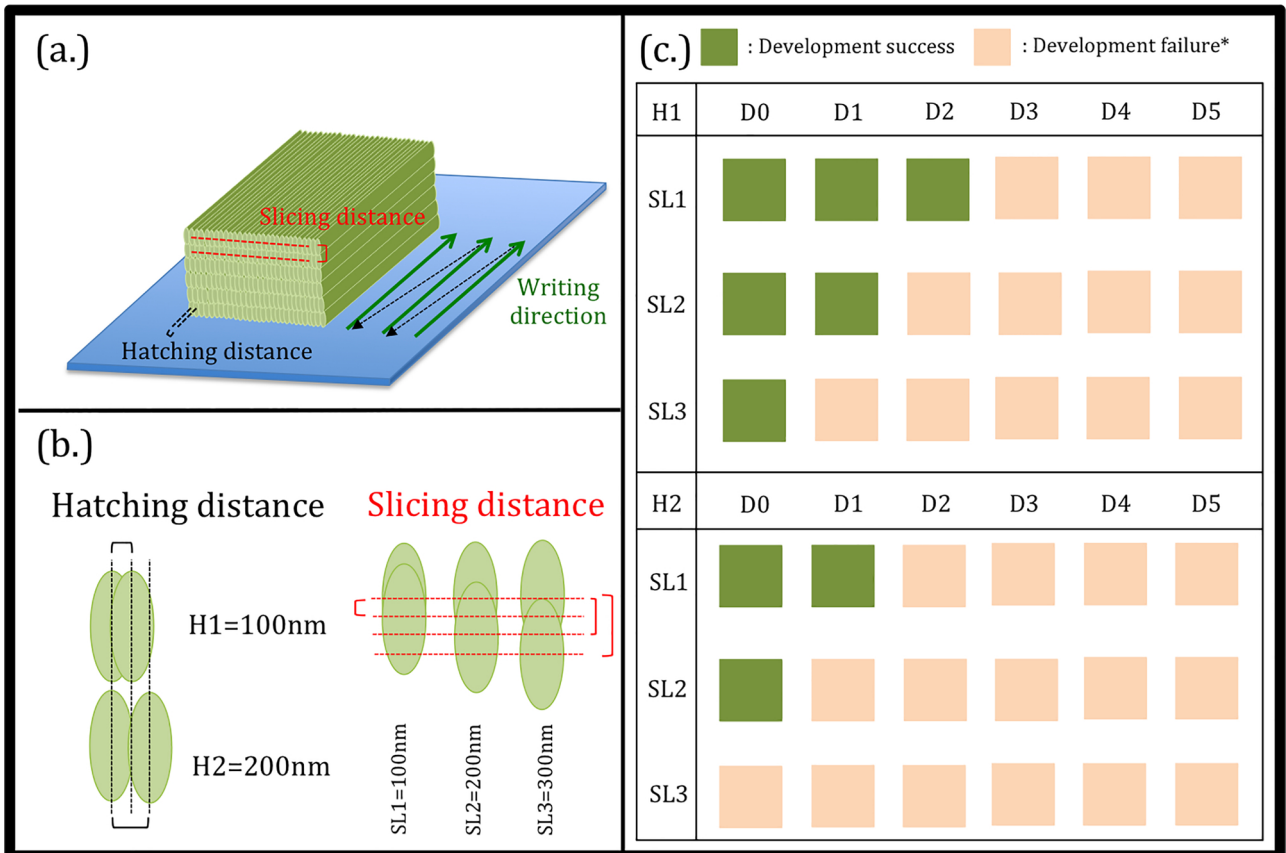 (a.)
Slicing distance
Writing
direction
Hatching distance
(b.)
Hatching distance
Slicing distance
H1=100nm
H2=200nm
SL1=100nm
SL2=200nm
SL3=300nm
(c.)
: Development success
: Development failure*
H1 D0 D1 D2 D3 D4 D5
SL1
SL2
SL3
H2 D0 D1 D2 D3 D4 D5
SL1
SL2
SL3